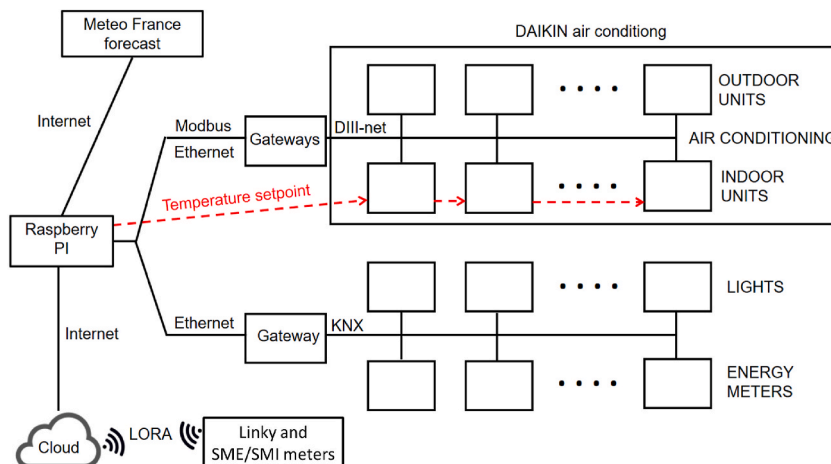 Meteo France
forecast
DAIKIN air conditiong
OUTDOOR
UNITS
Internet
Modbus
Ethernet
Gateways
DIII-net
AIR CONDITIONING
Temperature setpoint
INDOOR
UNITS
Raspberry
PI
LIGHTS
Internet
Ethernet
Gateway
KNX
ENERGY
METERS
Cloud
LORA
Linky and
SME/SMI meters